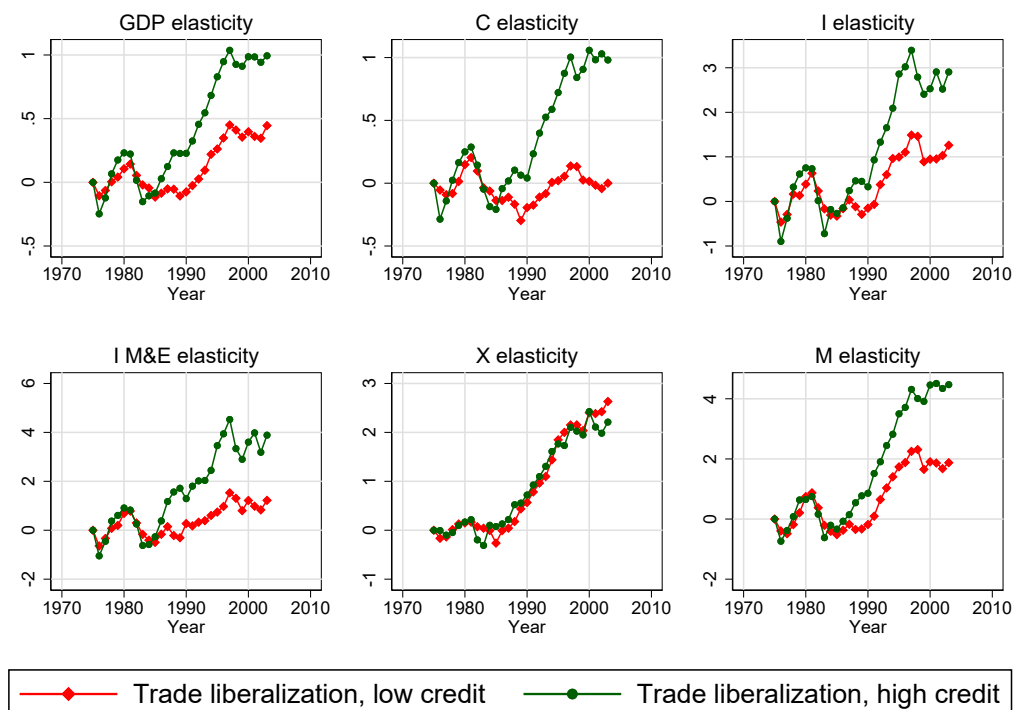 GDP elasticity
1
.5
0
-.5
1970 1980 1990 2000 2010
Year
C elasticity
1
.5
0
-.5
1970 1980 1990 2000 2010
Year
I elasticity
3
2
1
0
-1
1970 1980 1990 2000 2010
Year
I M&E elasticity
6
4
2
0
-2
1970 1980 1990 2000 2010
Year
X elasticity
3
2
1
0
-1
1970 1980 1990 2000 2010
Year
M elasticity
4
2
0
-2
1970 1980 1990 2000 2010
Year
Trade liberalization, low credit Trade liberalization, high credit